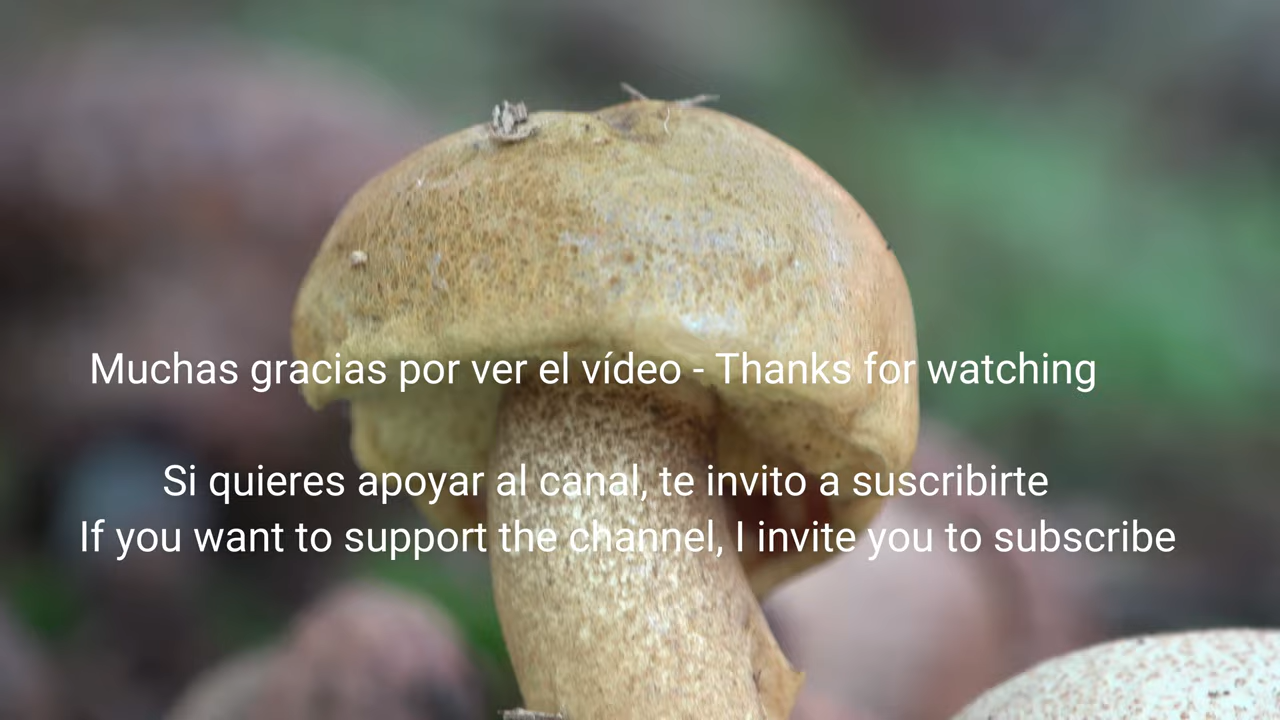 Muchas gracias por ver el vídeo - Thanks for watching
Si quieres apoyar al canal, te invito a suscribirte
If you want to support the channel, I invite you to subscribe